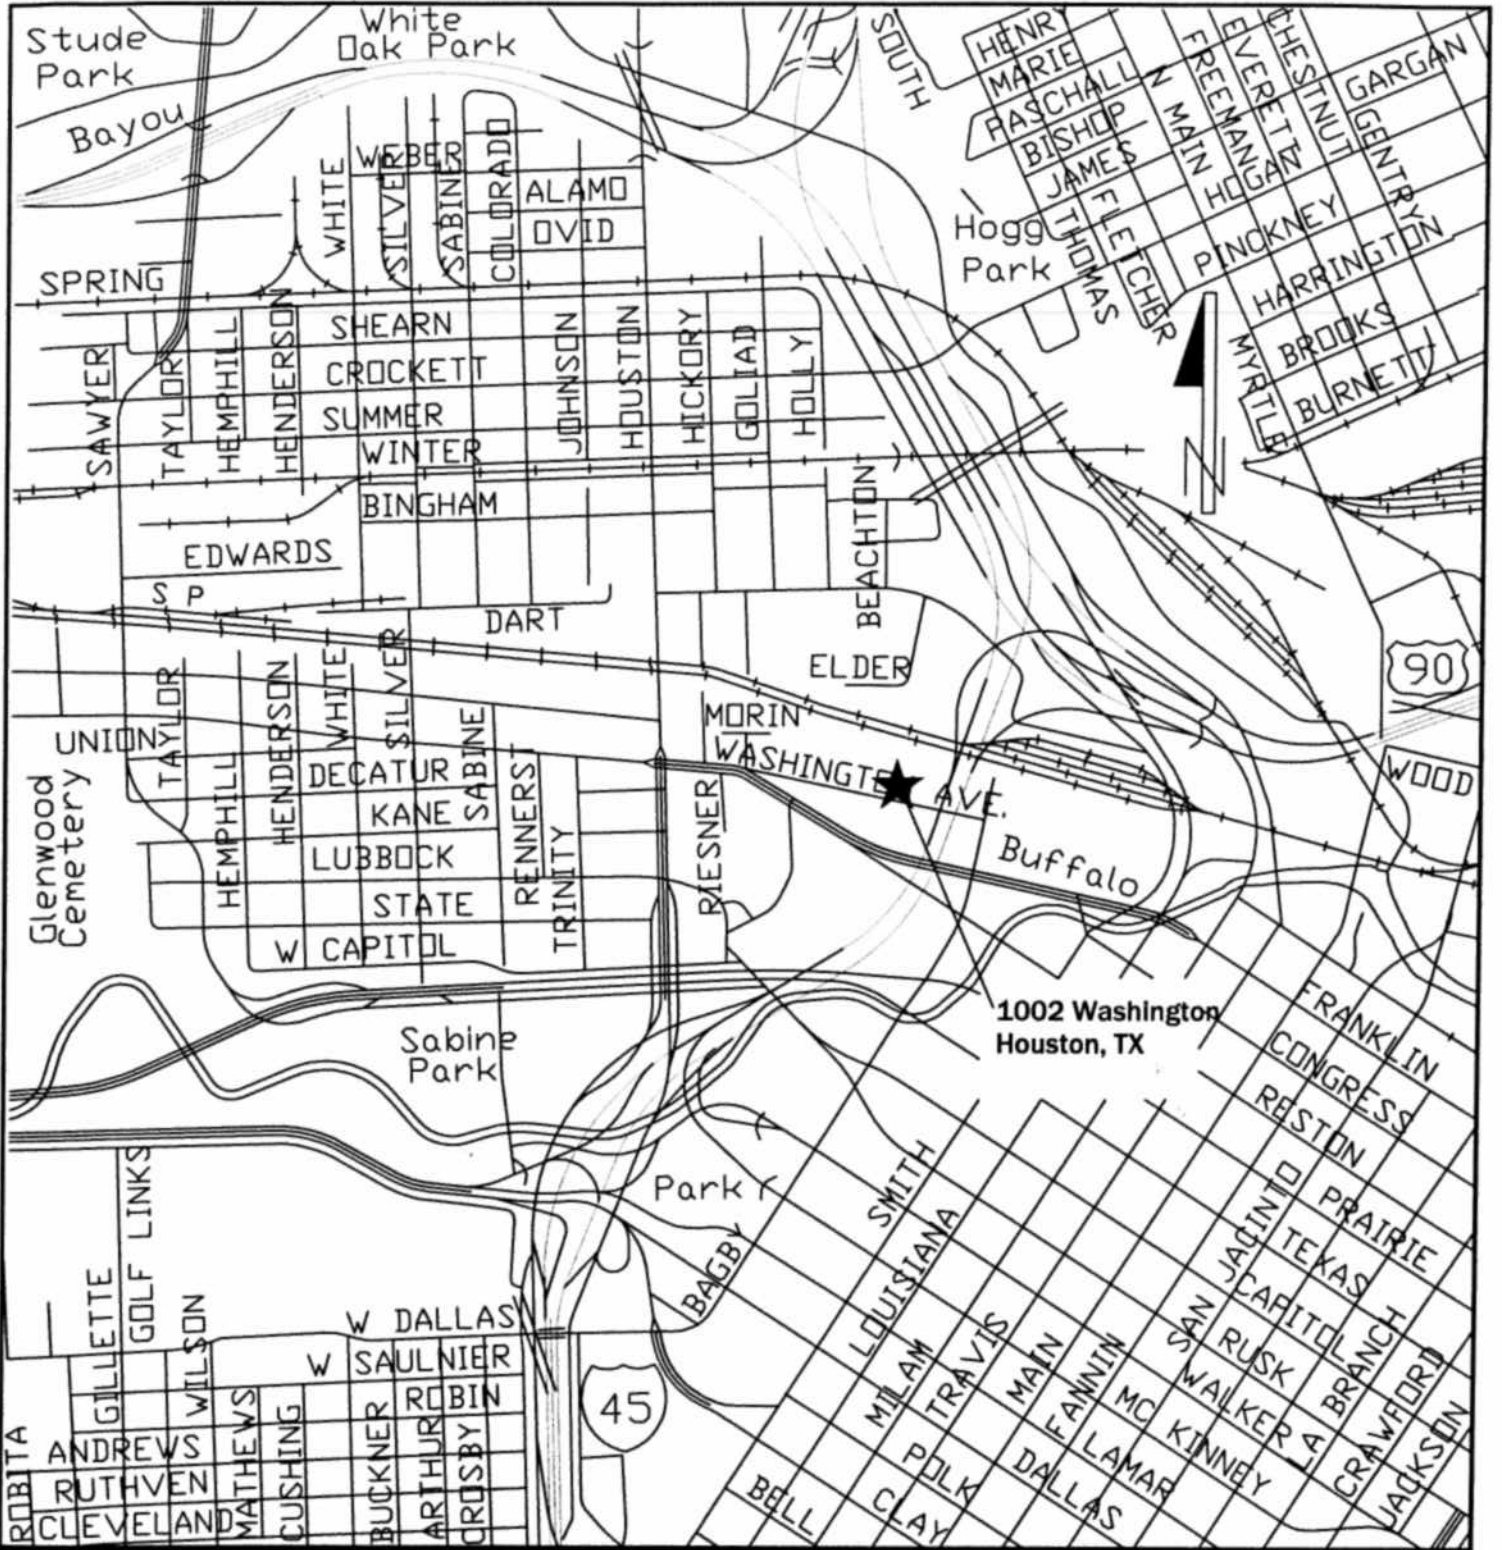 Stude
Park
White
Oak Park
Bayou
SOUTH
HENRY
MARIE
PASCHALL
BISHOP
JAMES
THOMAS
FLETCHER
N MAIN
FREEMAN
EVERETT
CHESTNUT
GARGAN
GENTRY
HOGAN
PINCKNEY
HARRINGTON
BROOKS
BURNETT
MYRTLE
Hogg
Park
WEBER
WHITE
SILVER
SABINE
COLORADO
ALAMO
OVID
SPRING
SHEARN
CROCKETT
SUMMER
WINTER
BINGHAM
SAWYER
TAYLOR
HEMPHILL
HENDERSON
JOHNSON
HOUSTON
HICKORY
GOLIAD
HOLLY
BEACHTON
N
EDWARDS
S P
DART
ELDER
90
UNION
TAYLOR
HEMPHILL
HENDERSON
WHITE
SILVER
SABINE
RENNERST
TRINITY
RIESNER
MORIN
WASHINGTON AVE.
DECATUR
KANE
LUBBOCK
STATE
W CAPITOL
Glenwood
Cemetery
WOOD
Buffalo
1002 Washington
Houston, TX
Sabine
Park
Park
FRANKLIN
CONGRESS
RESTON
PRAIRIE
TEXAS
CAPITOL
RUSK
WALKER
MC KINNEY
LAMAR
DALLAS
POLK
CLAY
BELL
BAGBY
SMITH
LOUISIANA
MILAM
TRAVIS
MAIN
FANNIN
SAN JACINTO
LA BRANCH
CRAWFORD
JACKSON
GILLETTE
GOLF LINKS
WILSON
W DALLAS
W SAULNIER
ROBIN
ANDREWS
RUTHVEN
CLEVELAND
ROBITA
MATHEWS
CUSHING
BUCKNER
ARTHUR
CROSBY
45